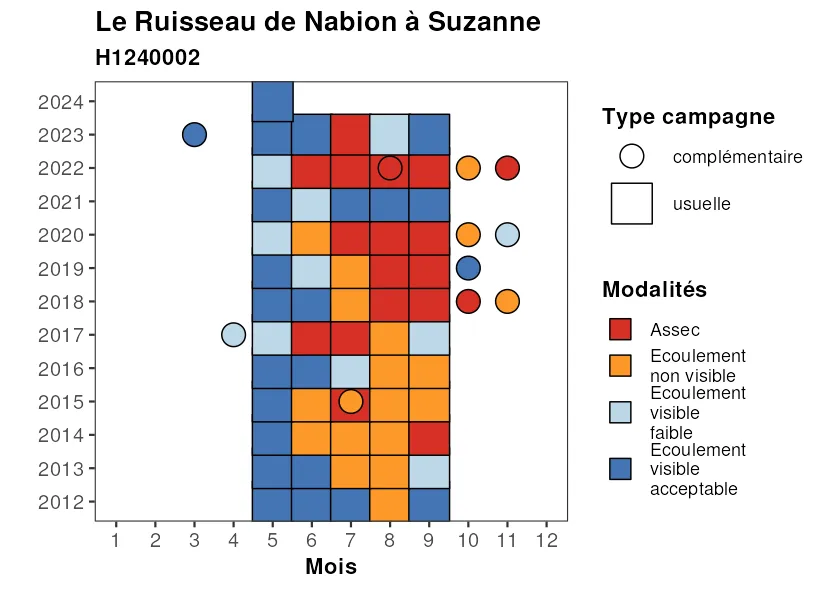 Le Ruisseau de Nabion à Suzanne
H1240002
2024
2023
2022
2021
2020
2019
2018
2017
2016
2015
2014
2013
2012
1 2 3 4 5 6 7 8 9 10 11 12
Mois
Type campagne
complémentaire
usuelle
Modalités
Assec
Ecoulement
non visible
Ecoulement
visible
faible
Ecoulement
visible
acceptable